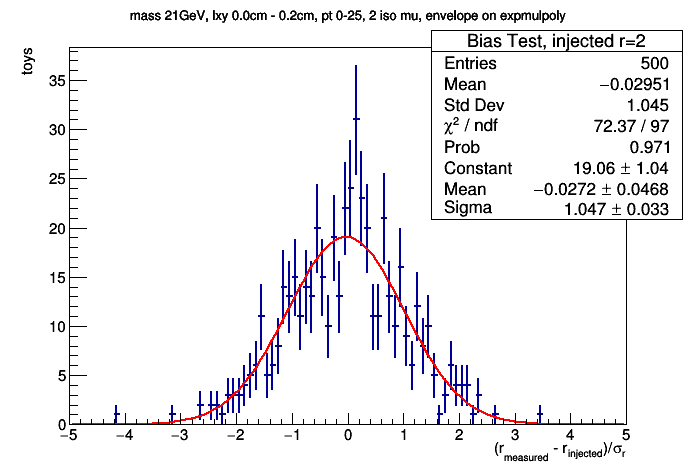 mass 21GeV, lxy 0.0cm - 0.2cm, pt 0-25, 2 iso mu, envelope on expmulpoly
toys
Bias Test, injected r=2
Entries 500
Mean −0.02951
Std Dev 1.045
χ² / ndf 72.37 / 97
Prob 0.971
Constant 19.06 ± 1.04
Mean −0.0272 ± 0.0468
Sigma 1.047 ± 0.033
35
30
25
20
15
10
5
0
−5 −4 −3 −2 −1 0 1 2 3 4 5
(r_measured - r_injected)/σ_r